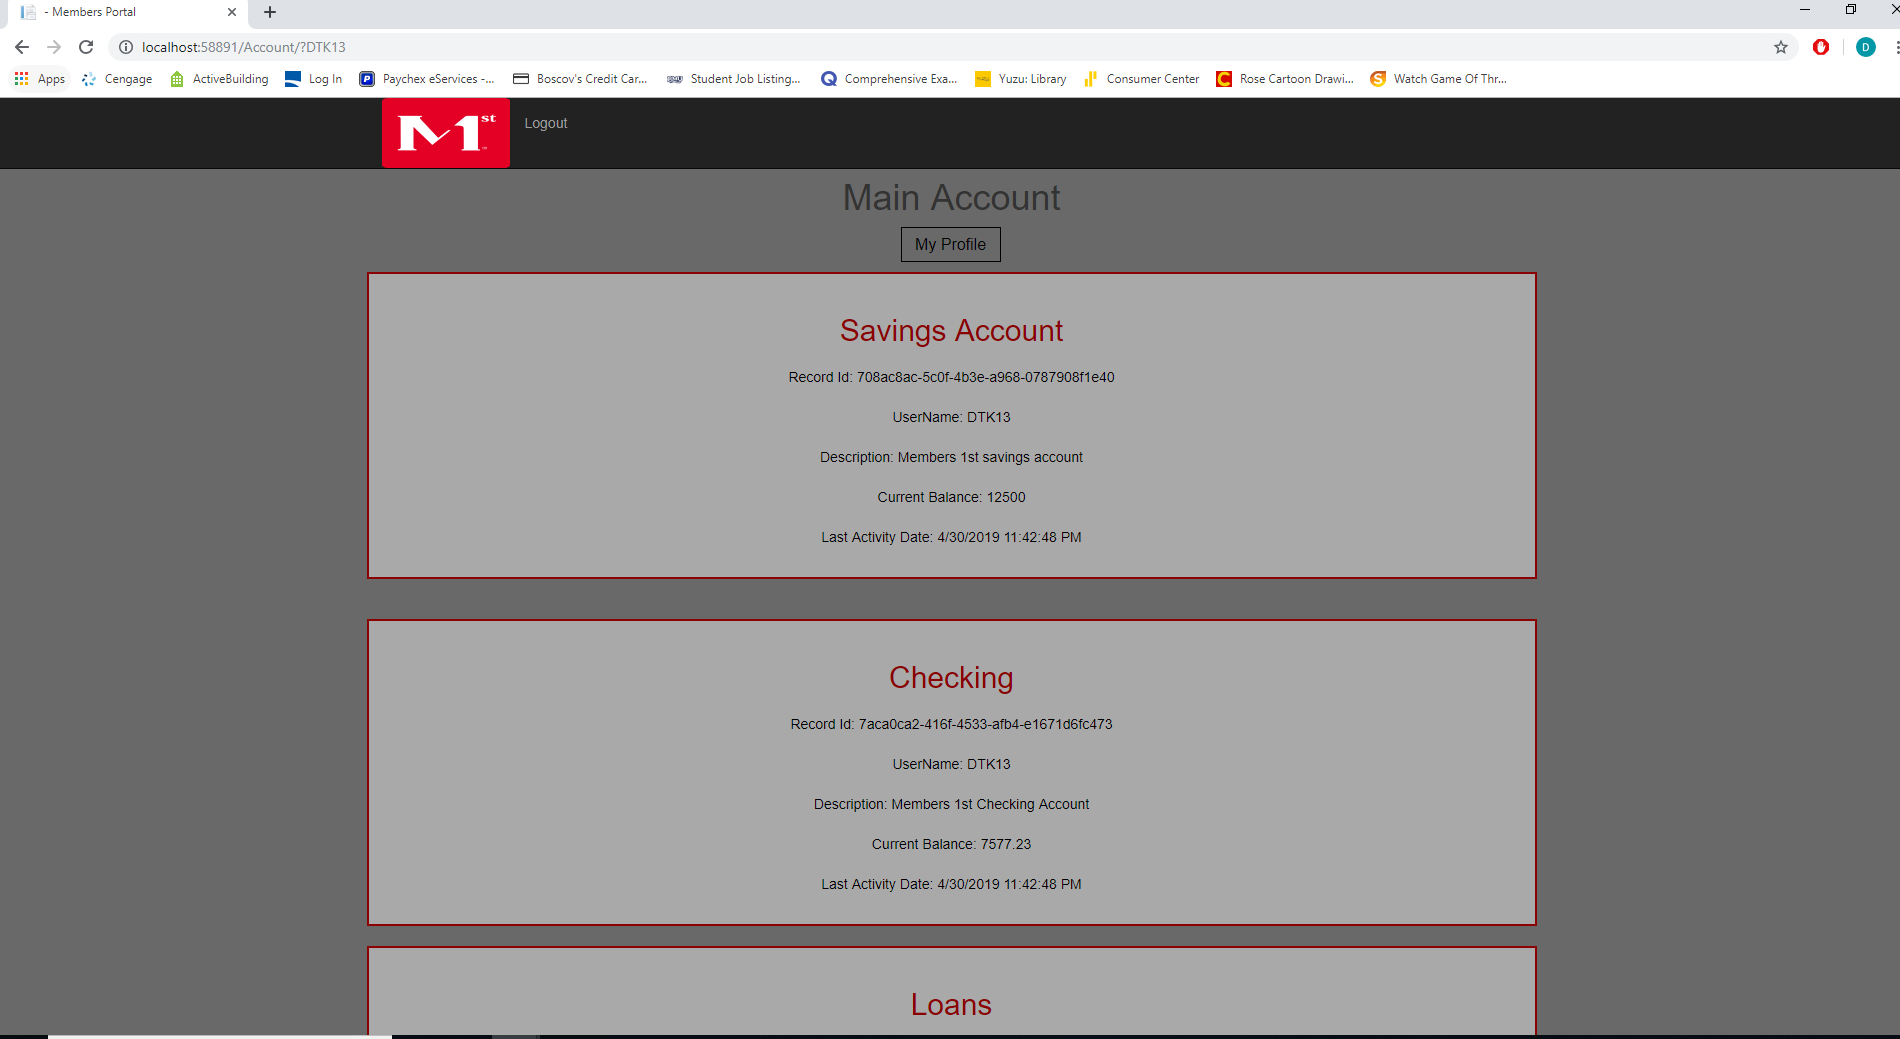 - Members Portal
localhost:58891/Account/?DTK13
D
Apps Cengage ActiveBuilding Log In Paychex eServices -... Boscov's Credit Car... Student Job Listing... Comprehensive Exa... Yuzu: Library Consumer Center Rose Cartoon Drawi... Watch Game Of Thr...
M1st Logout
Main Account
My Profile
Savings Account
Record Id: 708ac8ac-5c0f-4b3e-a968-0787908f1e40
UserName: DTK13
Description: Members 1st savings account
Current Balance: 12500
Last Activity Date: 4/30/2019 11:42:48 PM
Checking
Record Id: 7aca0ca2-416f-4533-afb4-e1671d6fc473
UserName: DTK13
Description: Members 1st Checking Account
Current Balance: 7577.23
Last Activity Date: 4/30/2019 11:42:48 PM
Loans